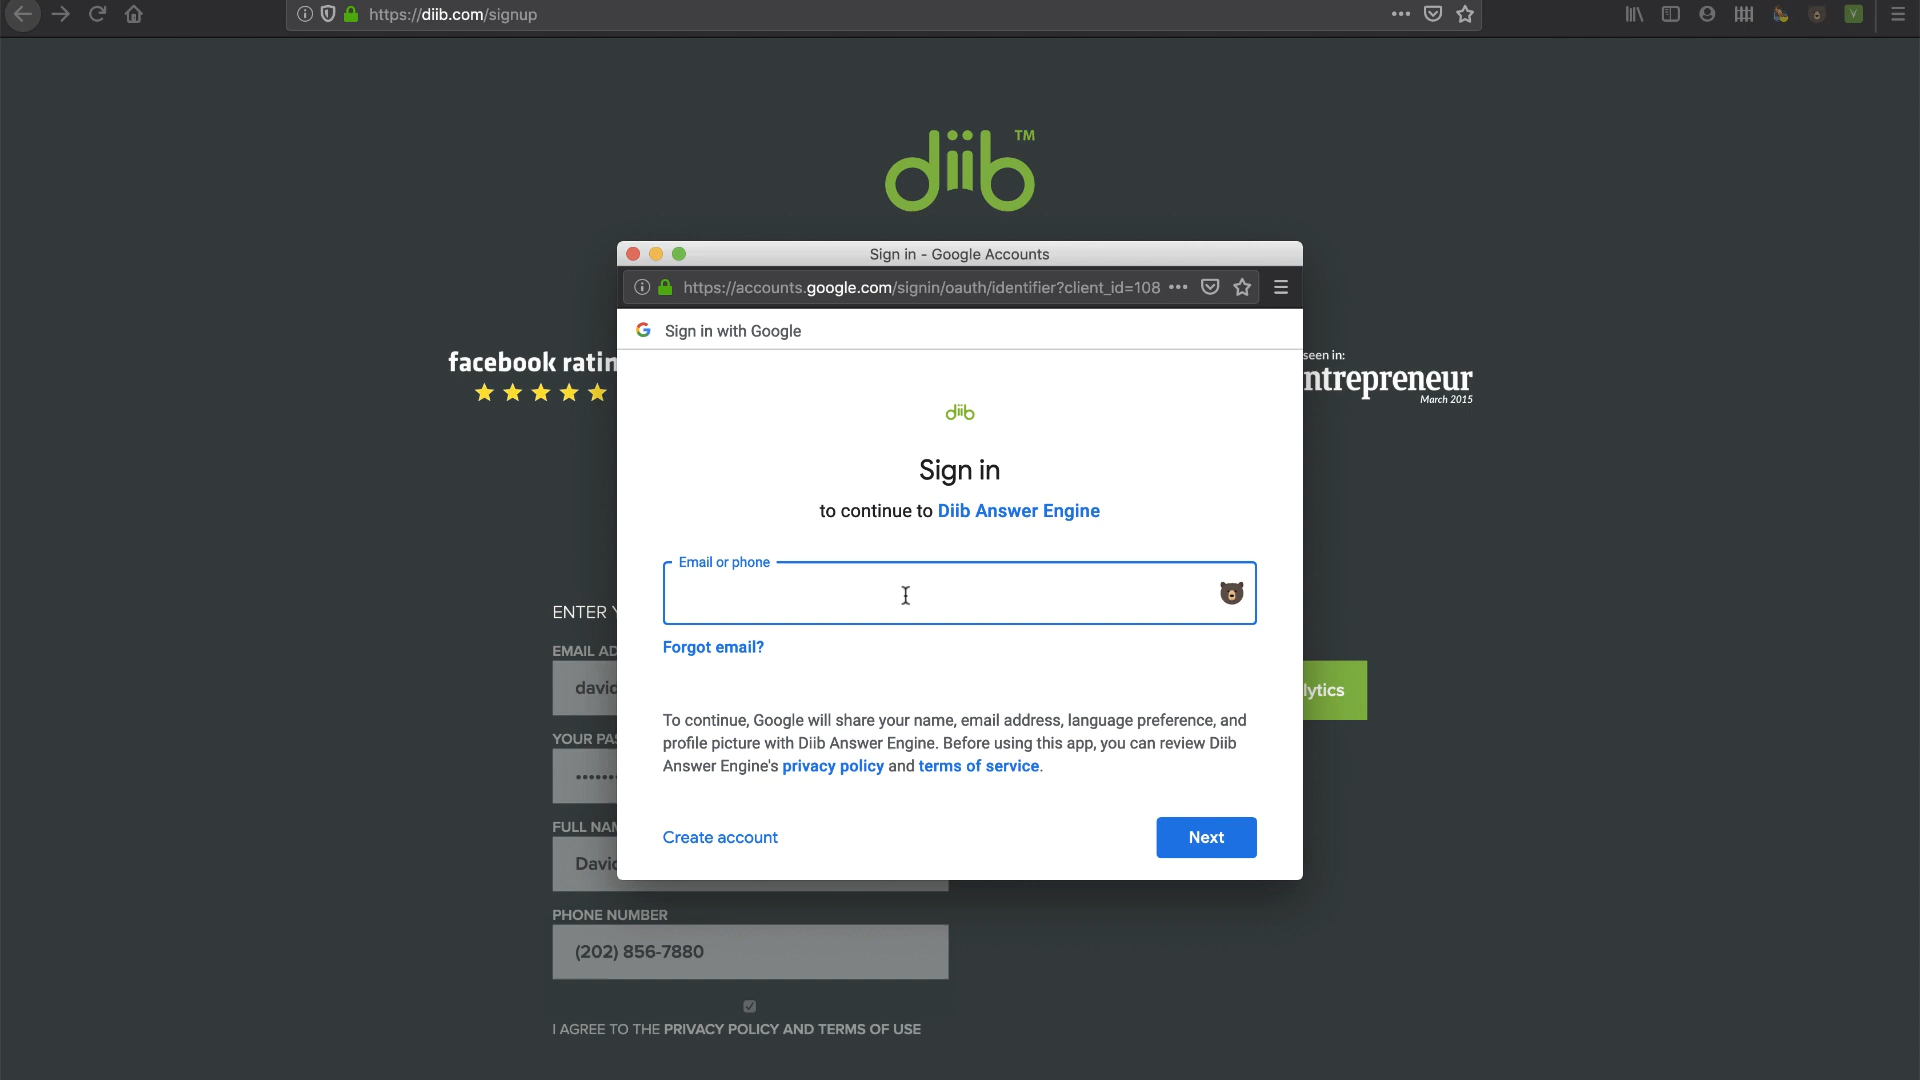 https://diib.com/signup
diib™
Sign in - Google Accounts
https://accounts.google.com/signin/oauth/identifier?client_id=108
Sign in with Google
facebook ratin
seen in:
ntrepreneur
March 2015
diib
Sign in
to continue to Diib Answer Engine
Email or phone
Forgot email?
ENTER Y
EMAIL AD
david
lytics
To continue, Google will share your name, email address, language preference, and
profile picture with Diib Answer Engine. Before using this app, you can review Diib
Answer Engine's privacy policy and terms of service.
YOUR PAS
FULL NAM
David
Create account
Next
PHONE NUMBER
(202) 856-7880
I AGREE TO THE PRIVACY POLICY AND TERMS OF USE